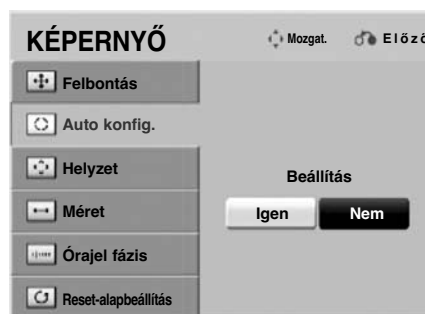 KÉPERNYŐ
Mozgat.
Előző
Felbontás
Auto konfig.
Helyzet
Méret
Órajel fázis
Reset-alapbeállítás
Beállítás
Igen
Nem